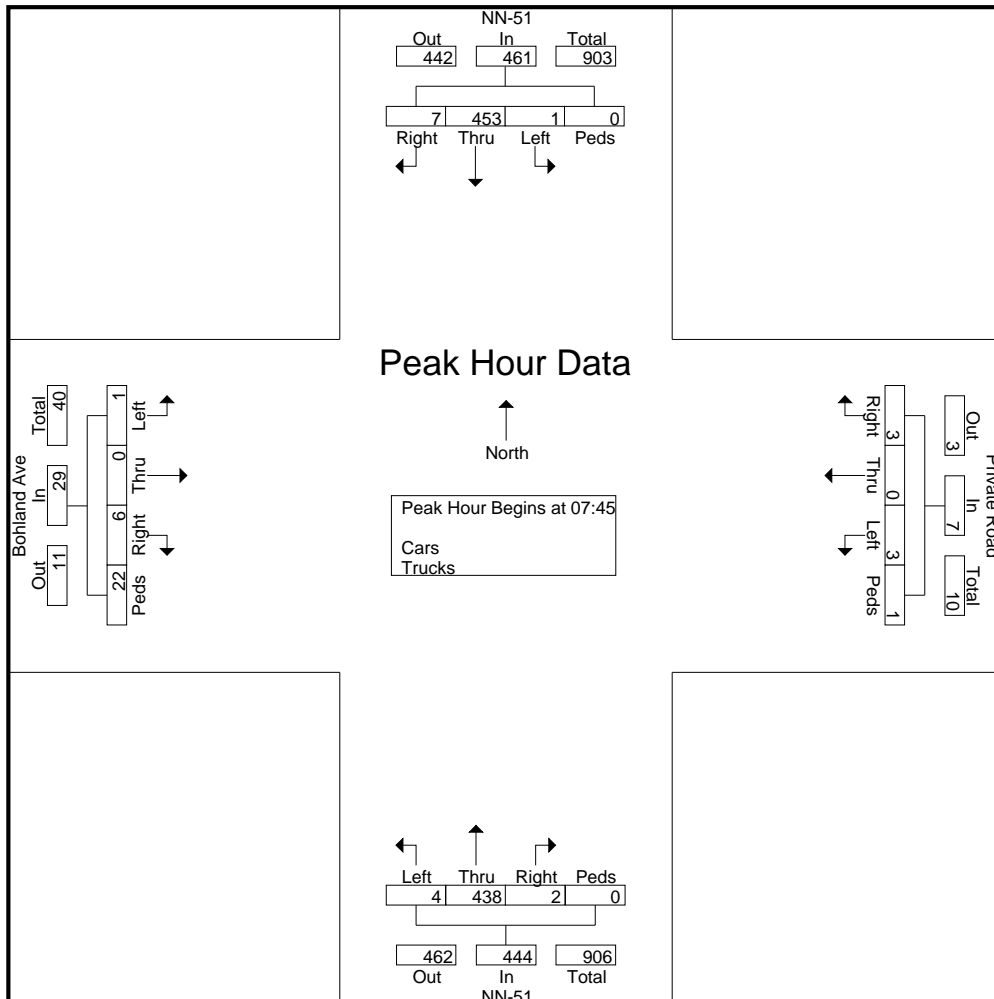 NN-51
Out In Total
442 461 903
7 453 1 0
Right Thru Left Peds
Peak Hour Data
North
Peak Hour Begins at 07:45
Cars
Trucks
Bohland Ave
Total In Out
40 29 11
1 0 6 22
Left Thru Right Peds
Private Road
Out In Total
3 7 10
3 0 3 1
Right Thru Left Peds
Left Thru Right Peds
4 438 2 0
462 444 906
Out In Total
NN-51